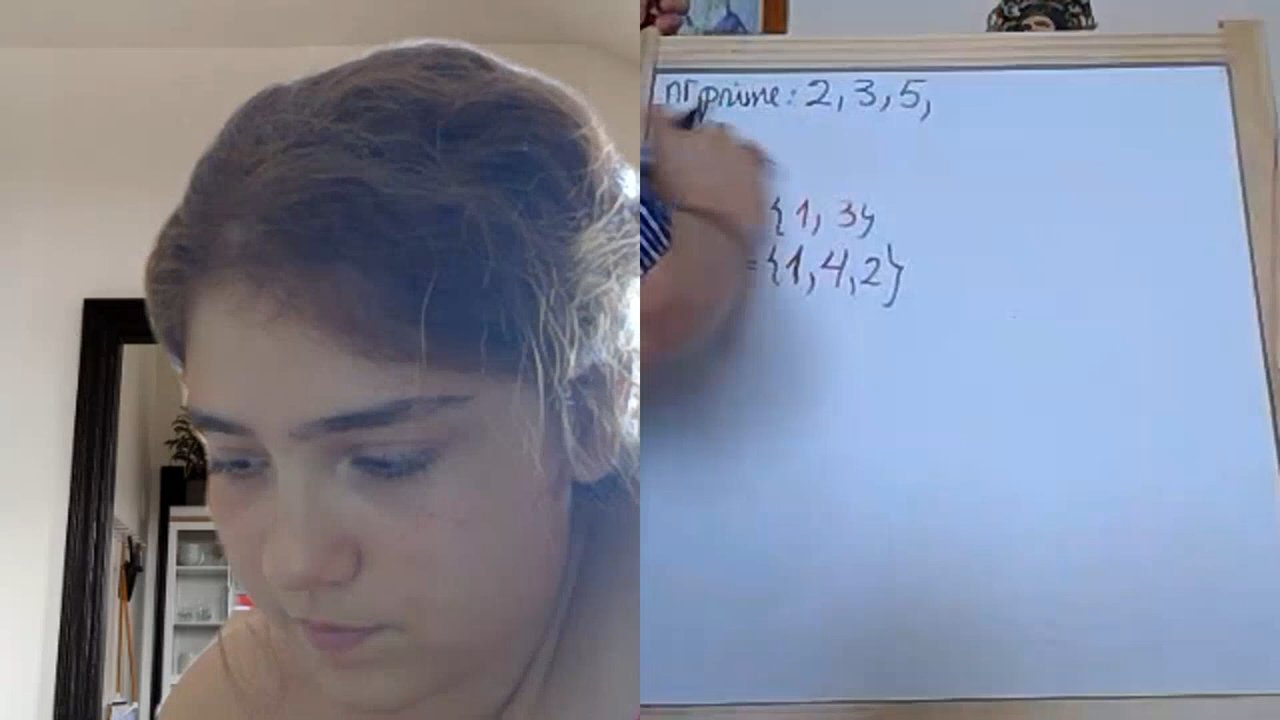 nr prime: 2, 3, 5,
{1, 3}
={1,4,2}